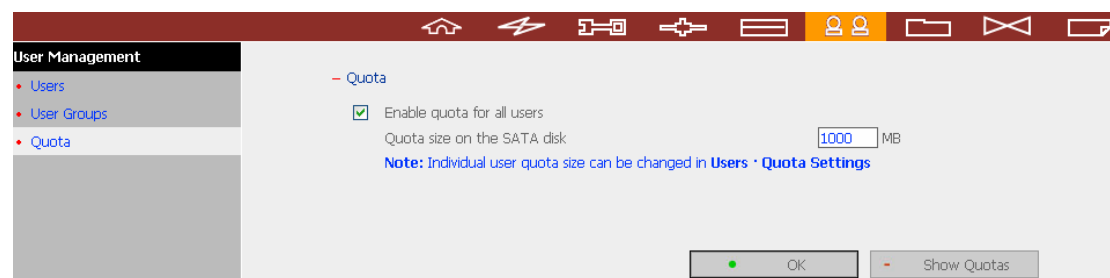 User Management
Users
User Groups
Quota
– Quota
Enable quota for all users
Quota size on the SATA disk 1000 MB
Note: Individual user quota size can be changed in Users · Quota Settings
OK
- Show Quotas